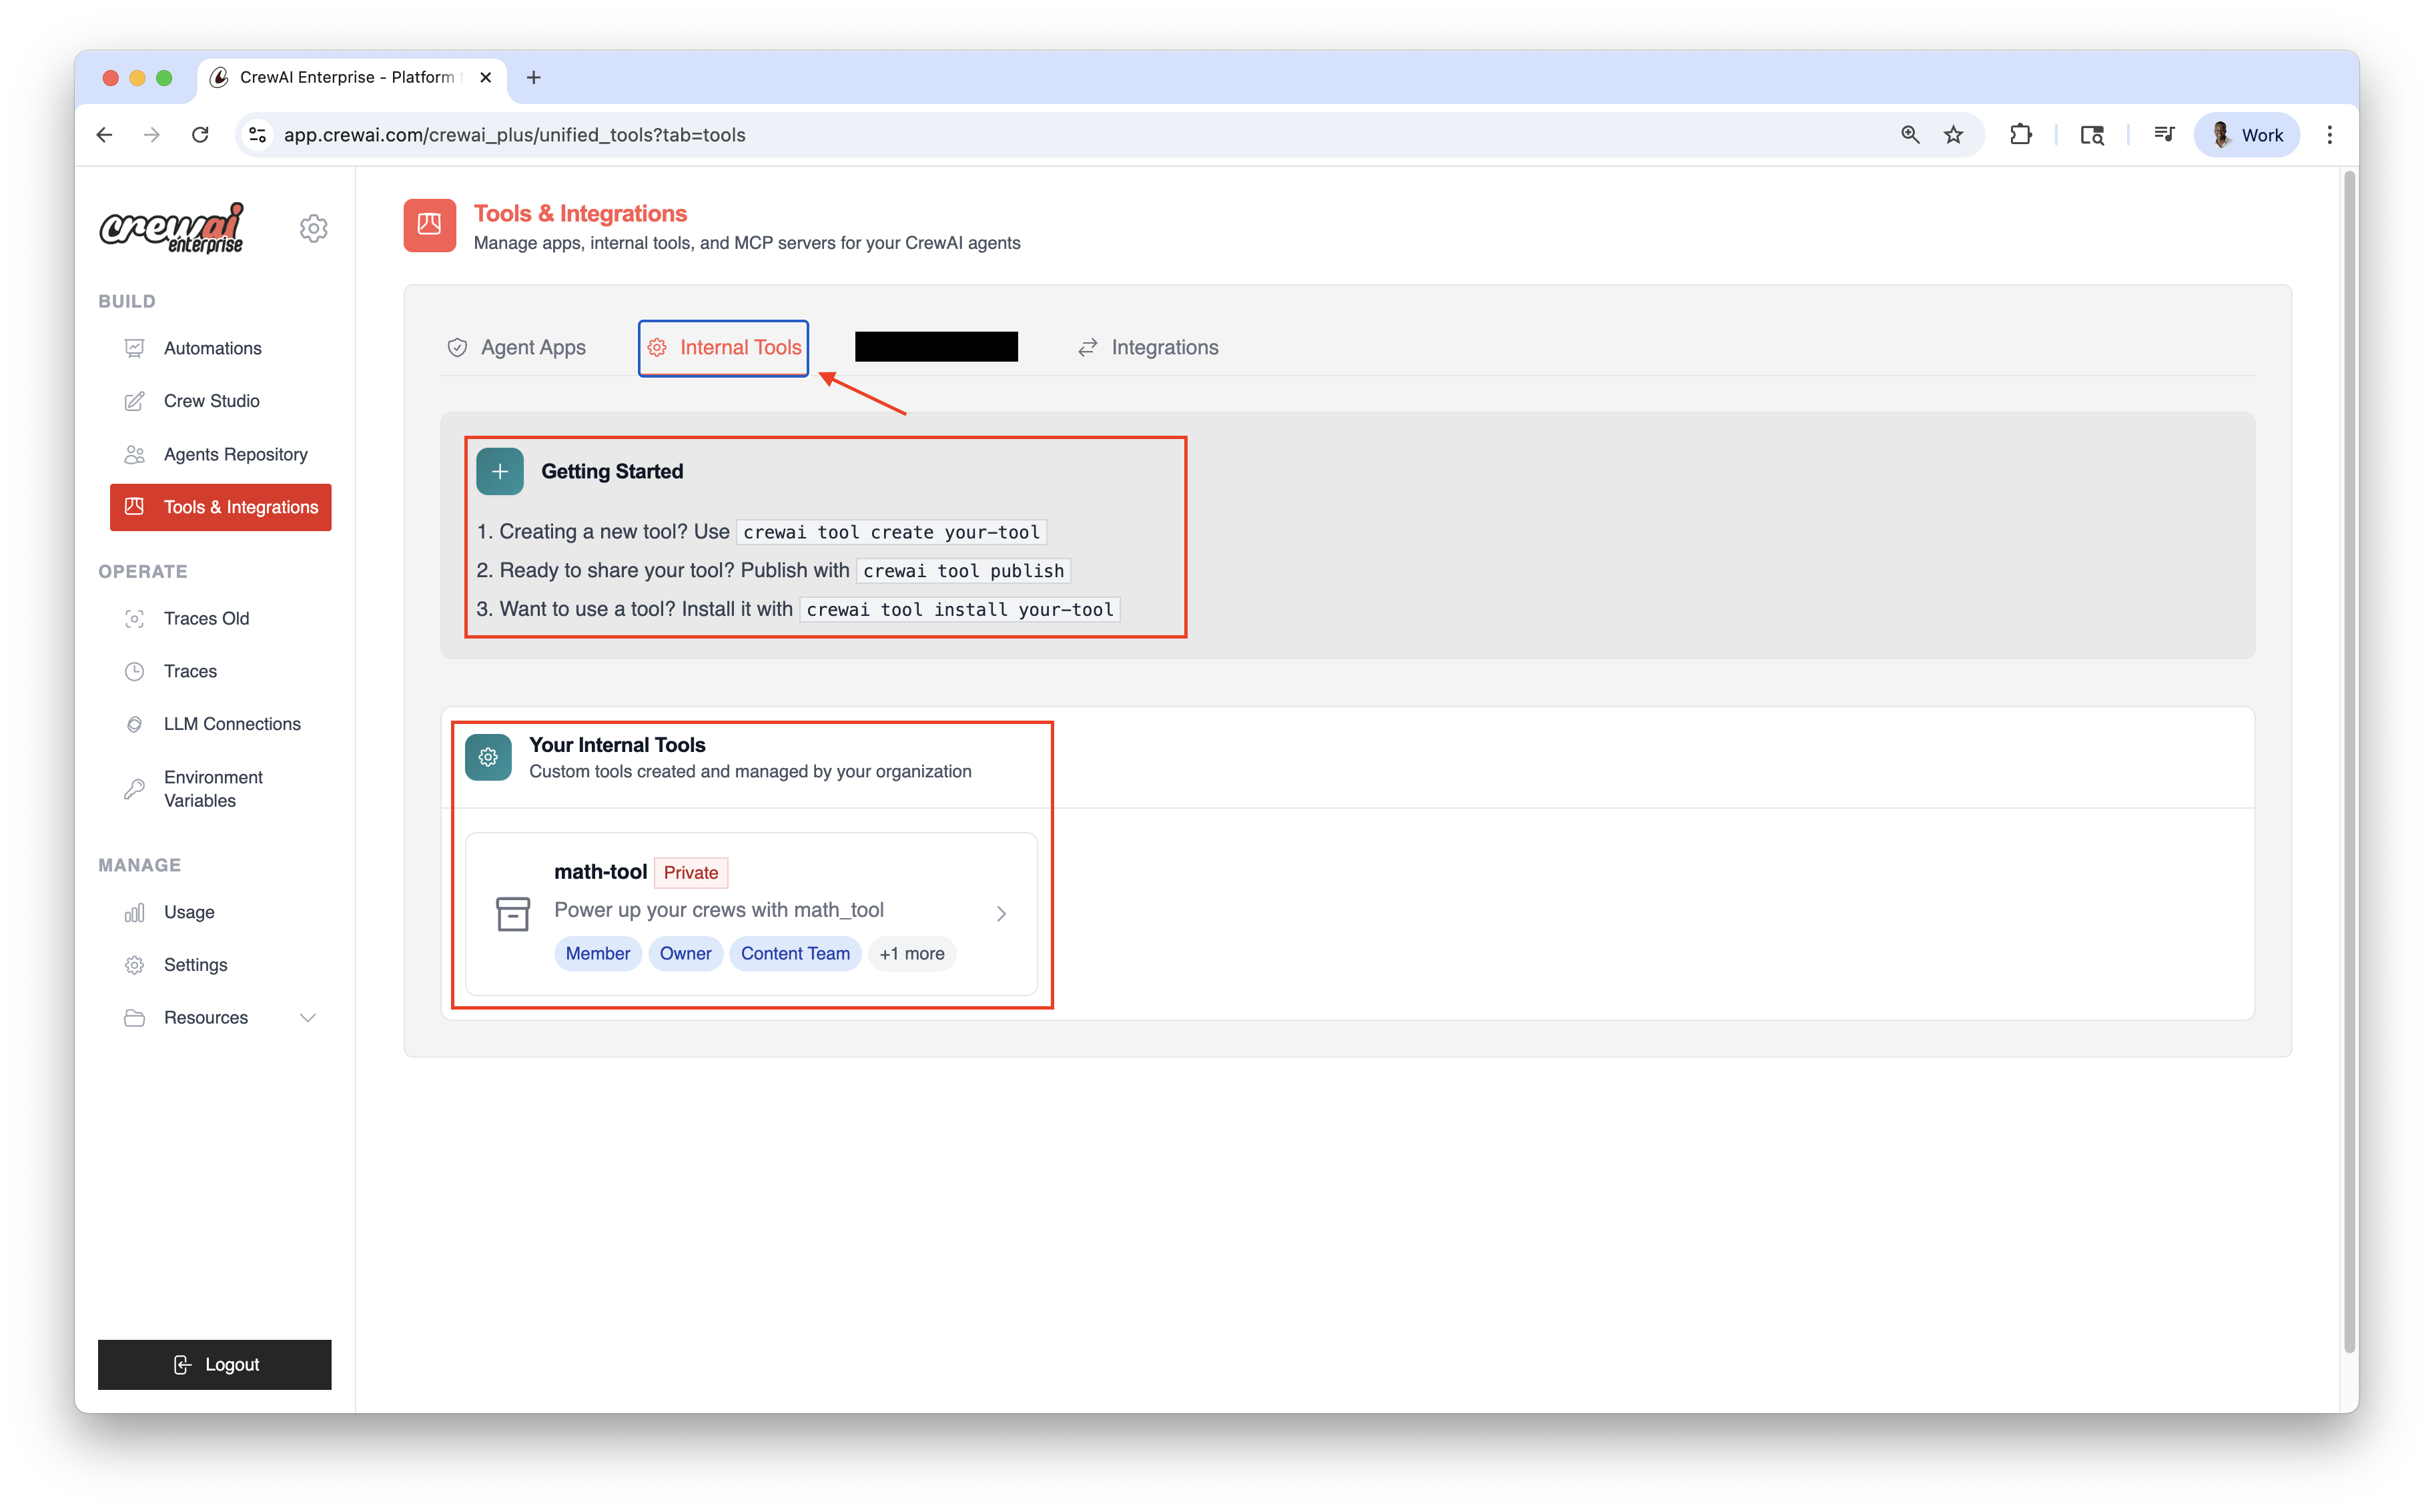 CrewAI Enterprise - Platform
app.crewai.com/crewai_plus/unified_tools?tab=tools
Work
crewai
enterprise
BUILD
Automations
Crew Studio
Agents Repository
Tools & Integrations
OPERATE
Traces Old
Traces
LLM Connections
Environment
Variables
MANAGE
Usage
Settings
Resources
Logout
Tools & Integrations
Manage apps, internal tools, and MCP servers for your CrewAI agents
Agent Apps
Internal Tools
Integrations
Getting Started
1. Creating a new tool? Use crewai tool create your-tool
2. Ready to share your tool? Publish with crewai tool publish
3. Want to use a tool? Install it with crewai tool install your-tool
Your Internal Tools
Custom tools created and managed by your organization
math-tool Private
Power up your crews with math_tool
Member Owner Content Team +1 more